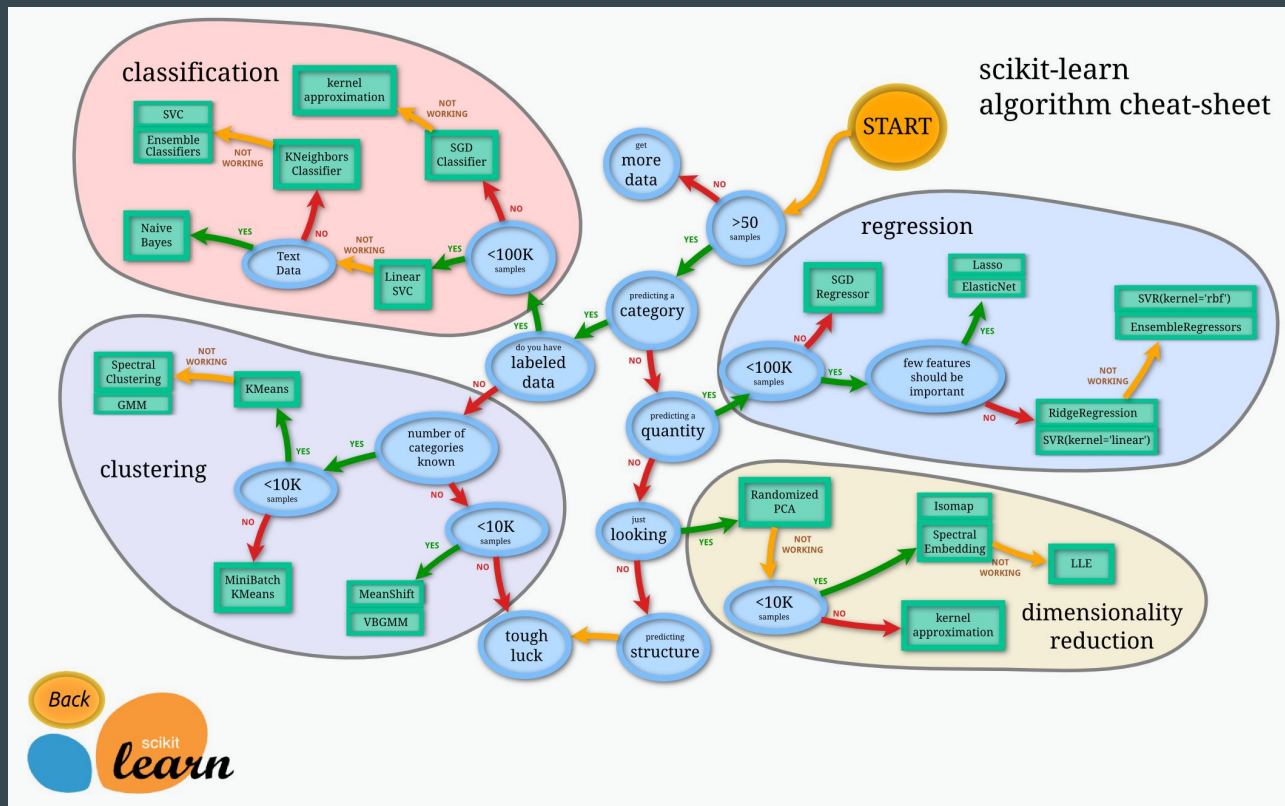 scikit-learn
algorithm cheat-sheet
START
get
more
data
NO
>50
samples
YES
predicting a
category
YES
NO
do you have
labeled
data
YES
NO
predicting a
quantity
YES
NO
just
looking
YES
NO
predicting
structure
tough
luck
classification
kernel
approximation
NOT
WORKING
SVC
Ensemble
Classifiers
NOT
WORKING
KNeighbors
Classifier
SGD
Classifier
NO
<100K
samples
YES
Linear
SVC
NOT
WORKING
Text
Data
NO
YES
Naive
Bayes
clustering
Spectral
Clustering
GMM
NOT
WORKING
KMeans
YES
<10K
samples
NO
MiniBatch
KMeans
number of
categories
known
YES
NO
<10K
samples
YES
NO
MeanShift
VBGMM
regression
SGD
Regressor
NO
<100K
samples
YES
Lasso
ElasticNet
YES
few features
should be
important
NO
RidgeRegression
SVR(kernel='linear')
NOT
WORKING
SVR(kernel='rbf')
EnsembleRegressors
dimensionality
reduction
Randomized
PCA
NOT
WORKING
<10K
samples
YES
NO
Isomap
Spectral
Embedding
NOT
WORKING
LLE
kernel
approximation
Back
scikit
learn